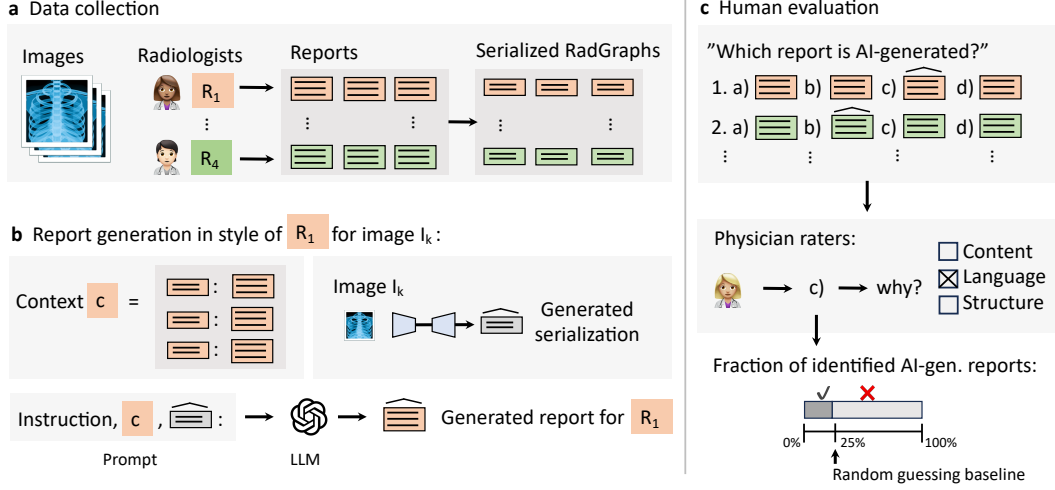 a Data collection
Images
Radiologists
Reports
Serialized RadGraphs
R1
⋮
R4
b Report generation in style of R1 for image Ik:
Context c =
:
:
:
Image Ik
Generated
serialization
Instruction, c , :
Generated report for R1
Prompt
LLM
c Human evaluation
”Which report is AI-generated?”
1. a) b) c) d)
2. a) b) c) d)
Physician raters:
c)
why?
Content
Language
Structure
Fraction of identified AI-gen. reports:
0% 25% 100%
Random guessing baseline